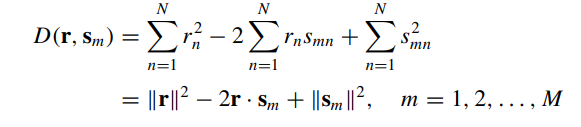 D(r, s_m) = \sum_{n=1}^{N} r_n^2 − 2 \sum_{n=1}^{N} r_n s_{mn} + \sum_{n=1}^{N} s_{mn}^2
= ‖r‖² − 2r · s_m + ‖s_m‖², m = 1, 2, . . . , M